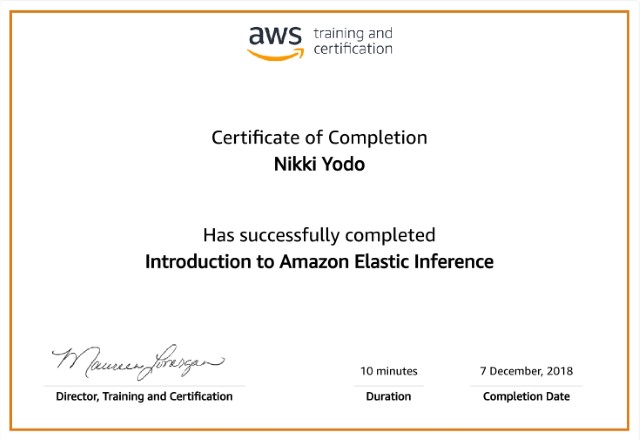 aws training and
certification
Certificate of Completion
Nikki Yodo
Has successfully completed
Introduction to Amazon Elastic Inference
Maureen Lonergan
10 minutes
7 December, 2018
Director, Training and Certification
Duration
Completion Date